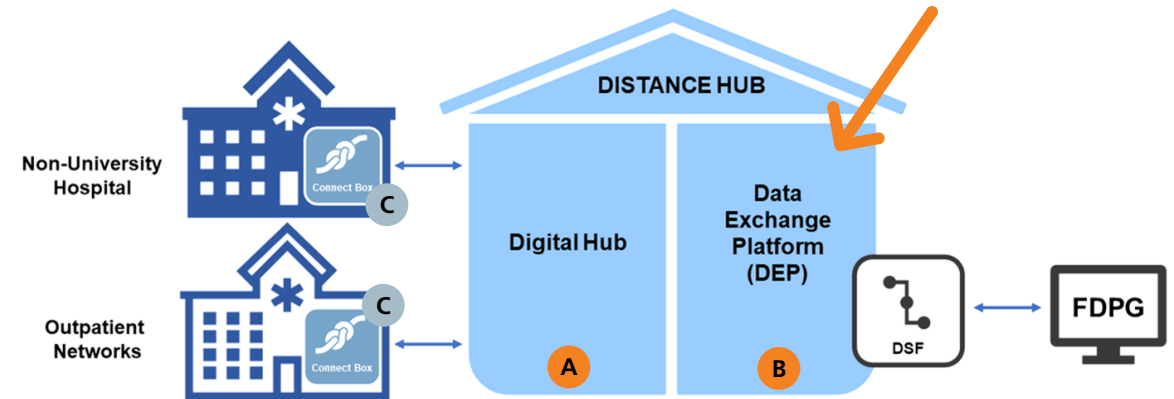 DISTANCE HUB
Non-University
Hospital
Connect Box
C
Outpatient
Networks
C
Connect Box
Digital Hub
A
Data
Exchange
Platform
(DEP)
B
DSF
FDPG